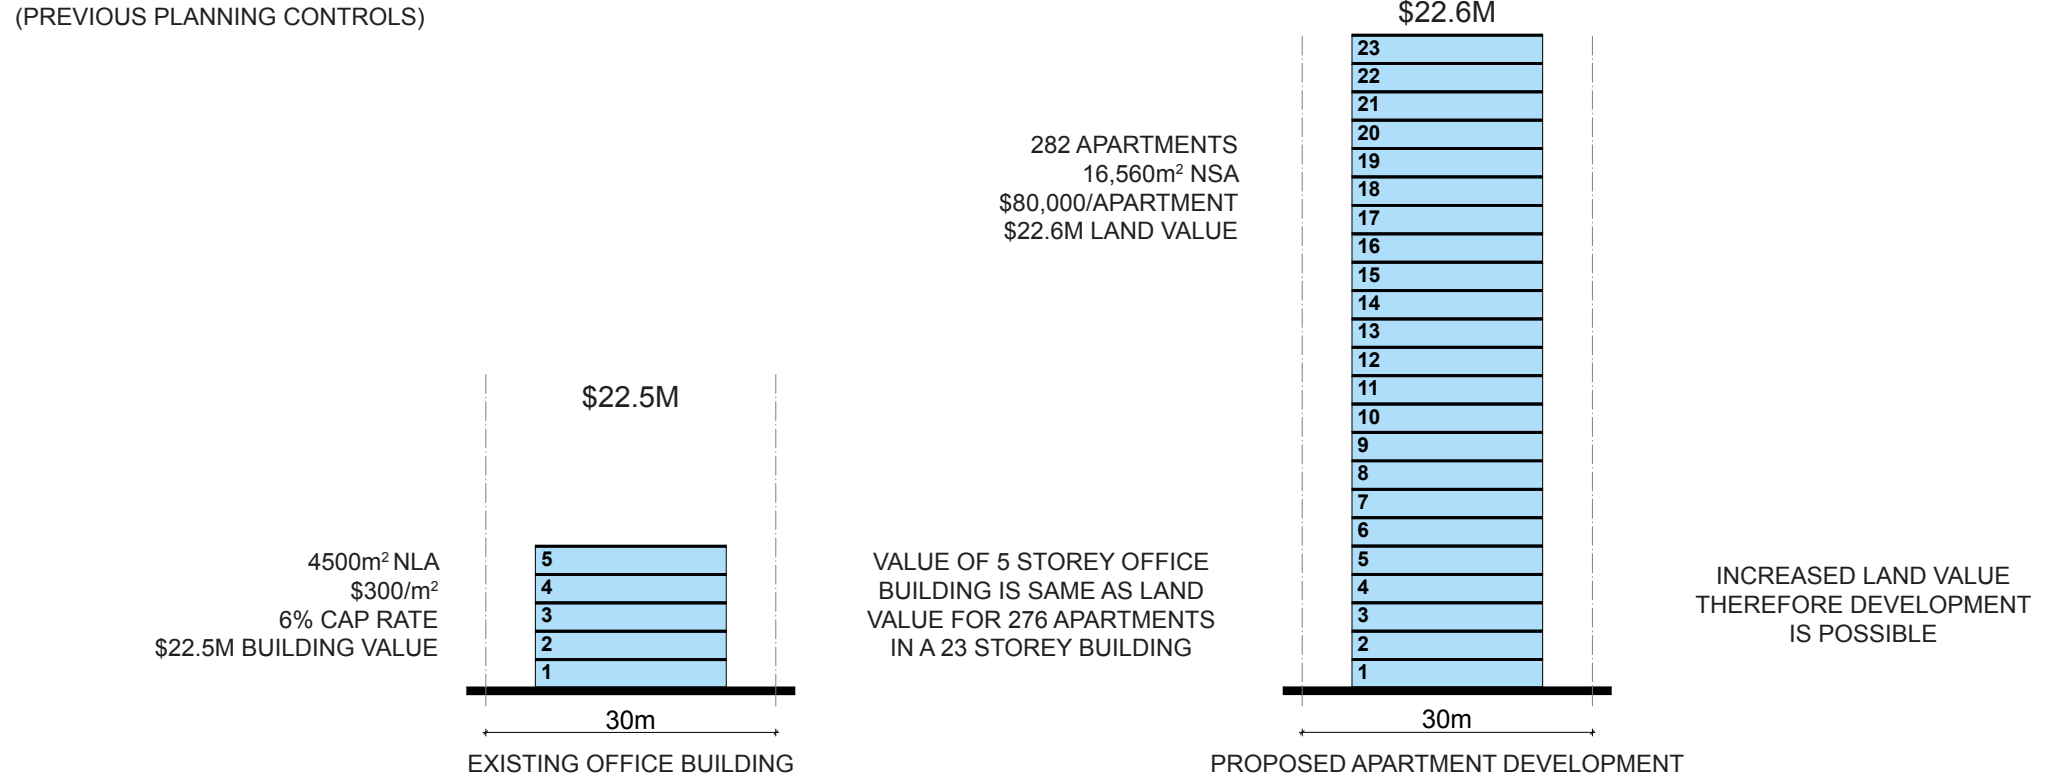 (PREVIOUS PLANNING CONTROLS)
$22.6M
23
22
21
20
19
18
17
16
15
14
13
12
11
10
9
8
7
6
5
4
3
2
1
282 APARTMENTS
16,560m² NSA
$80,000/APARTMENT
$22.6M LAND VALUE
$22.5M
4500m² NLA
$300/m²
6% CAP RATE
$22.5M BUILDING VALUE
5
4
3
2
1
VALUE OF 5 STOREY OFFICE
BUILDING IS SAME AS LAND
VALUE FOR 276 APARTMENTS
IN A 23 STOREY BUILDING
INCREASED LAND VALUE
THEREFORE DEVELOPMENT
IS POSSIBLE
30m
EXISTING OFFICE BUILDING
30m
PROPOSED APARTMENT DEVELOPMENT